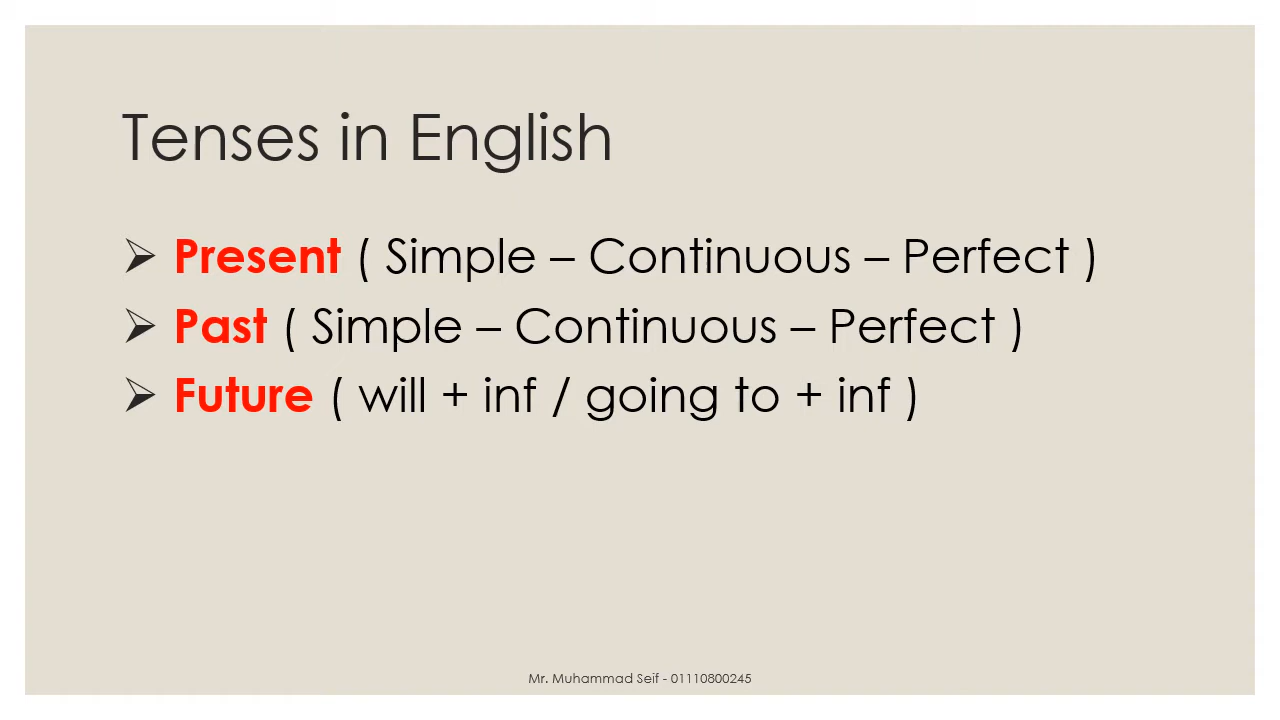 Tenses in English
➢ Present ( Simple – Continuous – Perfect )
➢ Past ( Simple – Continuous – Perfect )
➢ Future ( will + inf / going to + inf )
Mr. Muhammad Seif - 01110800245